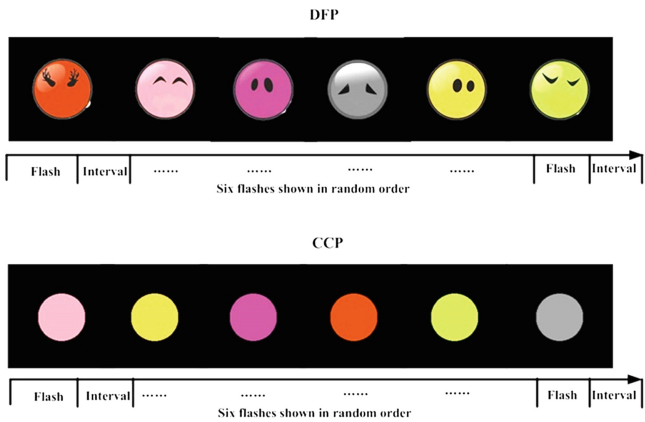 DFP
Flash Interval ...... ...... ...... ...... Flash Interval
Six flashes shown in random order
CCP
Flash Interval ...... ...... ...... ...... Flash Interval
Six flashes shown in random order